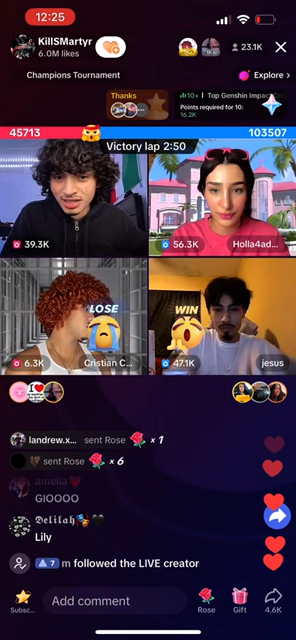 12:25
KillSMartyr
6.0M likes
23.1K
Champions Tournament
Explore >
Thanks
10+ | Top Genshin Impact
Points required for 10:
16.2K
45713
103507
Victory lap 2:50
39.3K
56.3K
Holla4ad...
LOSE
WIN
6.3K
Cristian C...
47.1K
jesus
landrew.x... sent Rose x 1
sent Rose x 6
amelia
GIOOOO
Delilah
Lily
7 m followed the LIVE creator
Subsc...
Add comment
Rose
Gift
4.6K